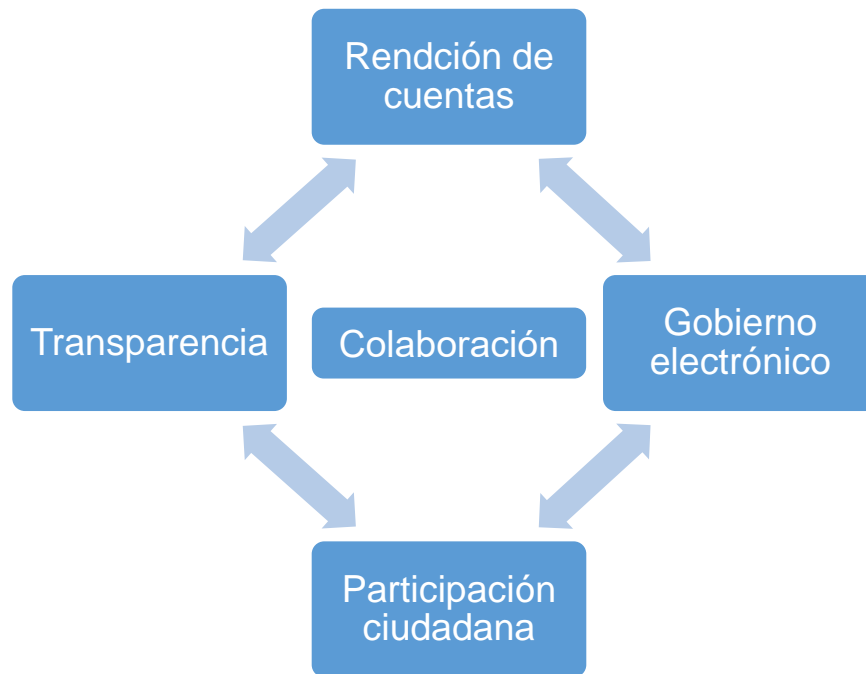 Rendción de
cuentas
Transparencia
Colaboración
Gobierno
electrónico
Participación
ciudadana